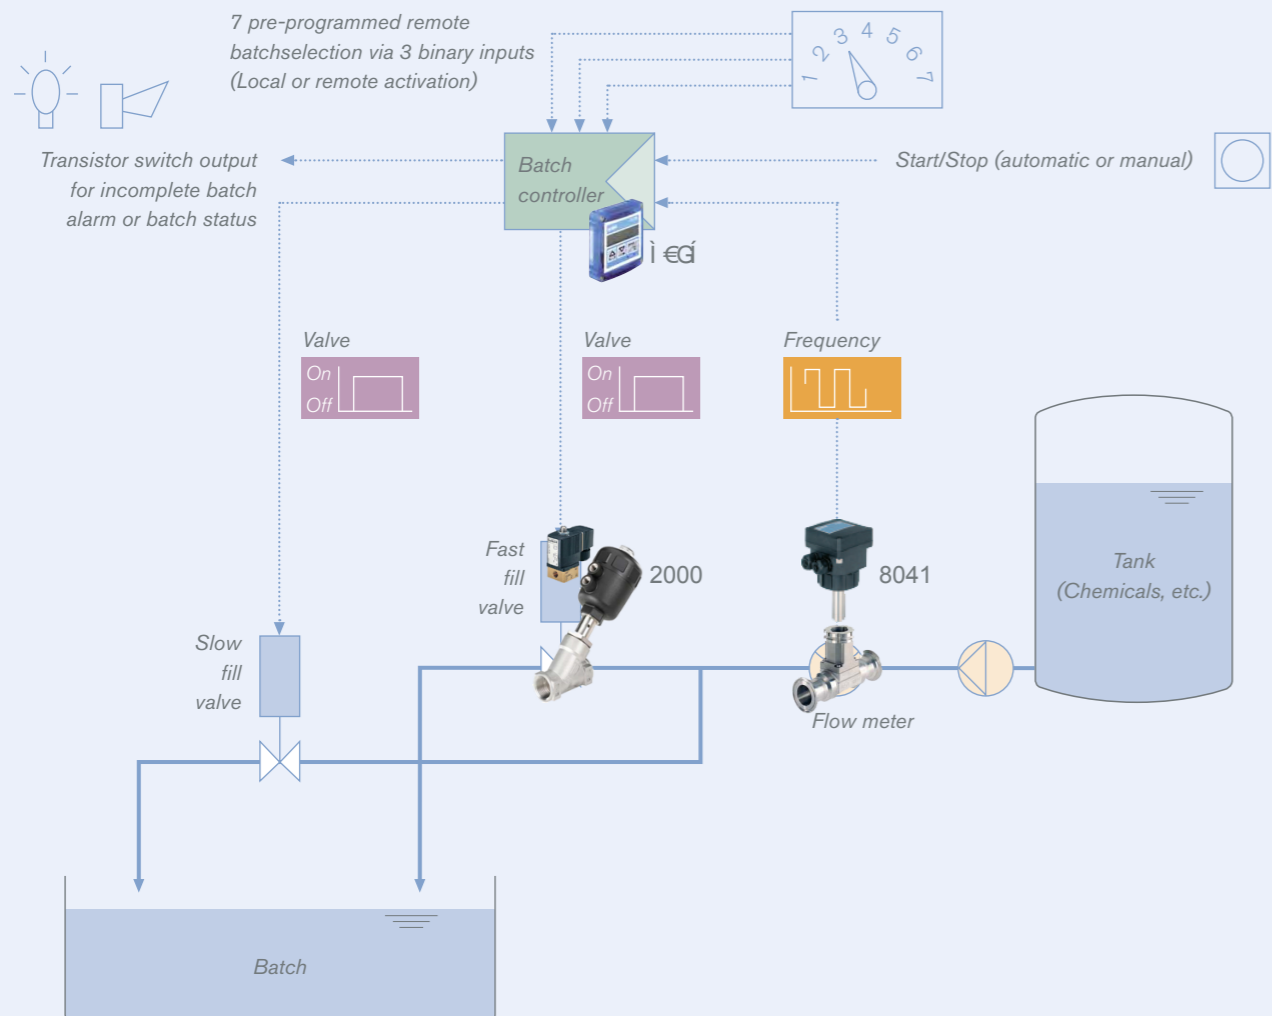 7 pre-programmed remote
batchselection via 3 binary inputs
(Local or remote activation)
1 2 3 4 5 6 7
Transistor switch output
for incomplete batch
alarm or batch status
Batch
controller
Start/Stop (automatic or manual)
Valve
On
Off
Valve
On
Off
Frequency
Fast
fill
valve
2000
8041
Tank
(Chemicals, etc.)
Slow
fill
valve
Flow meter
Batch